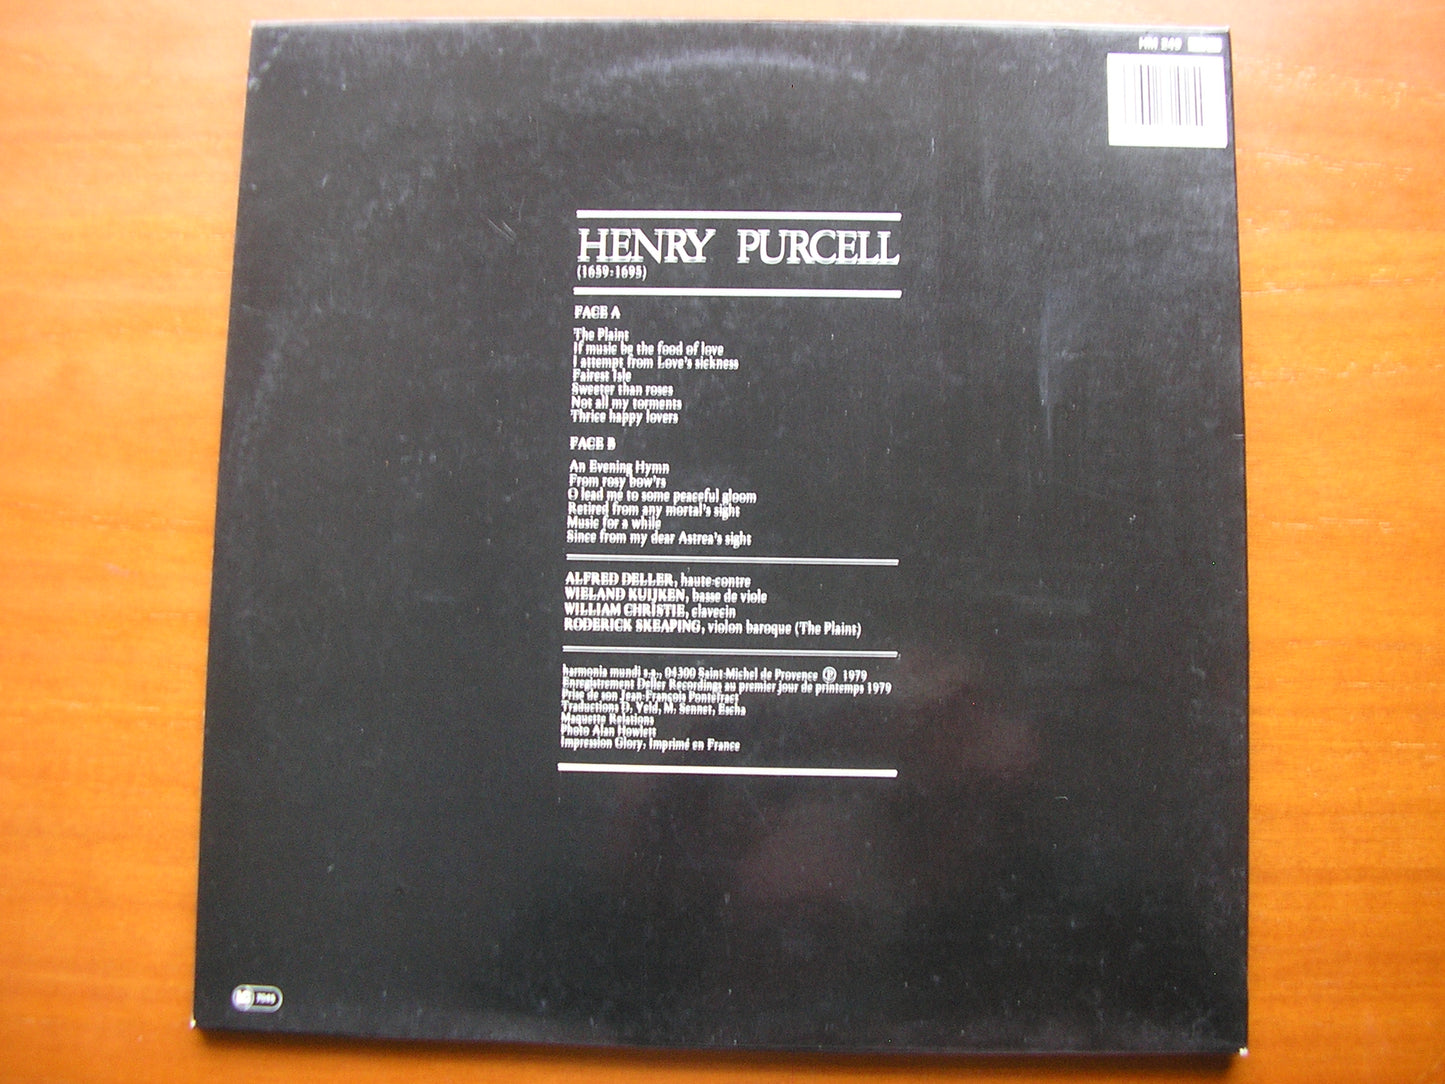 HM 249
HENRY PURCELL
(1659-1695)
FACE A
The Plaint
If music be the food of love
I attempt from Love's sickness
Fairest Isle
Sweeter than roses
Not all my torments
Thrice happy lovers
FACE B
An Evening Hymn
From rosy bow'rs
O lead me to some peaceful gloom
Retired from any mortal's sight
Music for a while
Since from my dear Astrea's sight
ALFRED DELLER, haute-contre
WIELAND KUIJKEN, basse de viole
WILLIAM CHRISTIE, clavecin
RODERICK SKEAPING, violon baroque (The Plaint)
harmonia mundi s.a., 04300 Saint-Michel de Provence Ⓟ 1979
Enregistrement Deller Recordings au premier jour de printemps 1979
Prise de son Jean-François Pontefract
Traductions D. Veld, M. Sennet, Escha
Maquette Relations
Photo Alan Howlett
Impression Glory, Imprimé en France